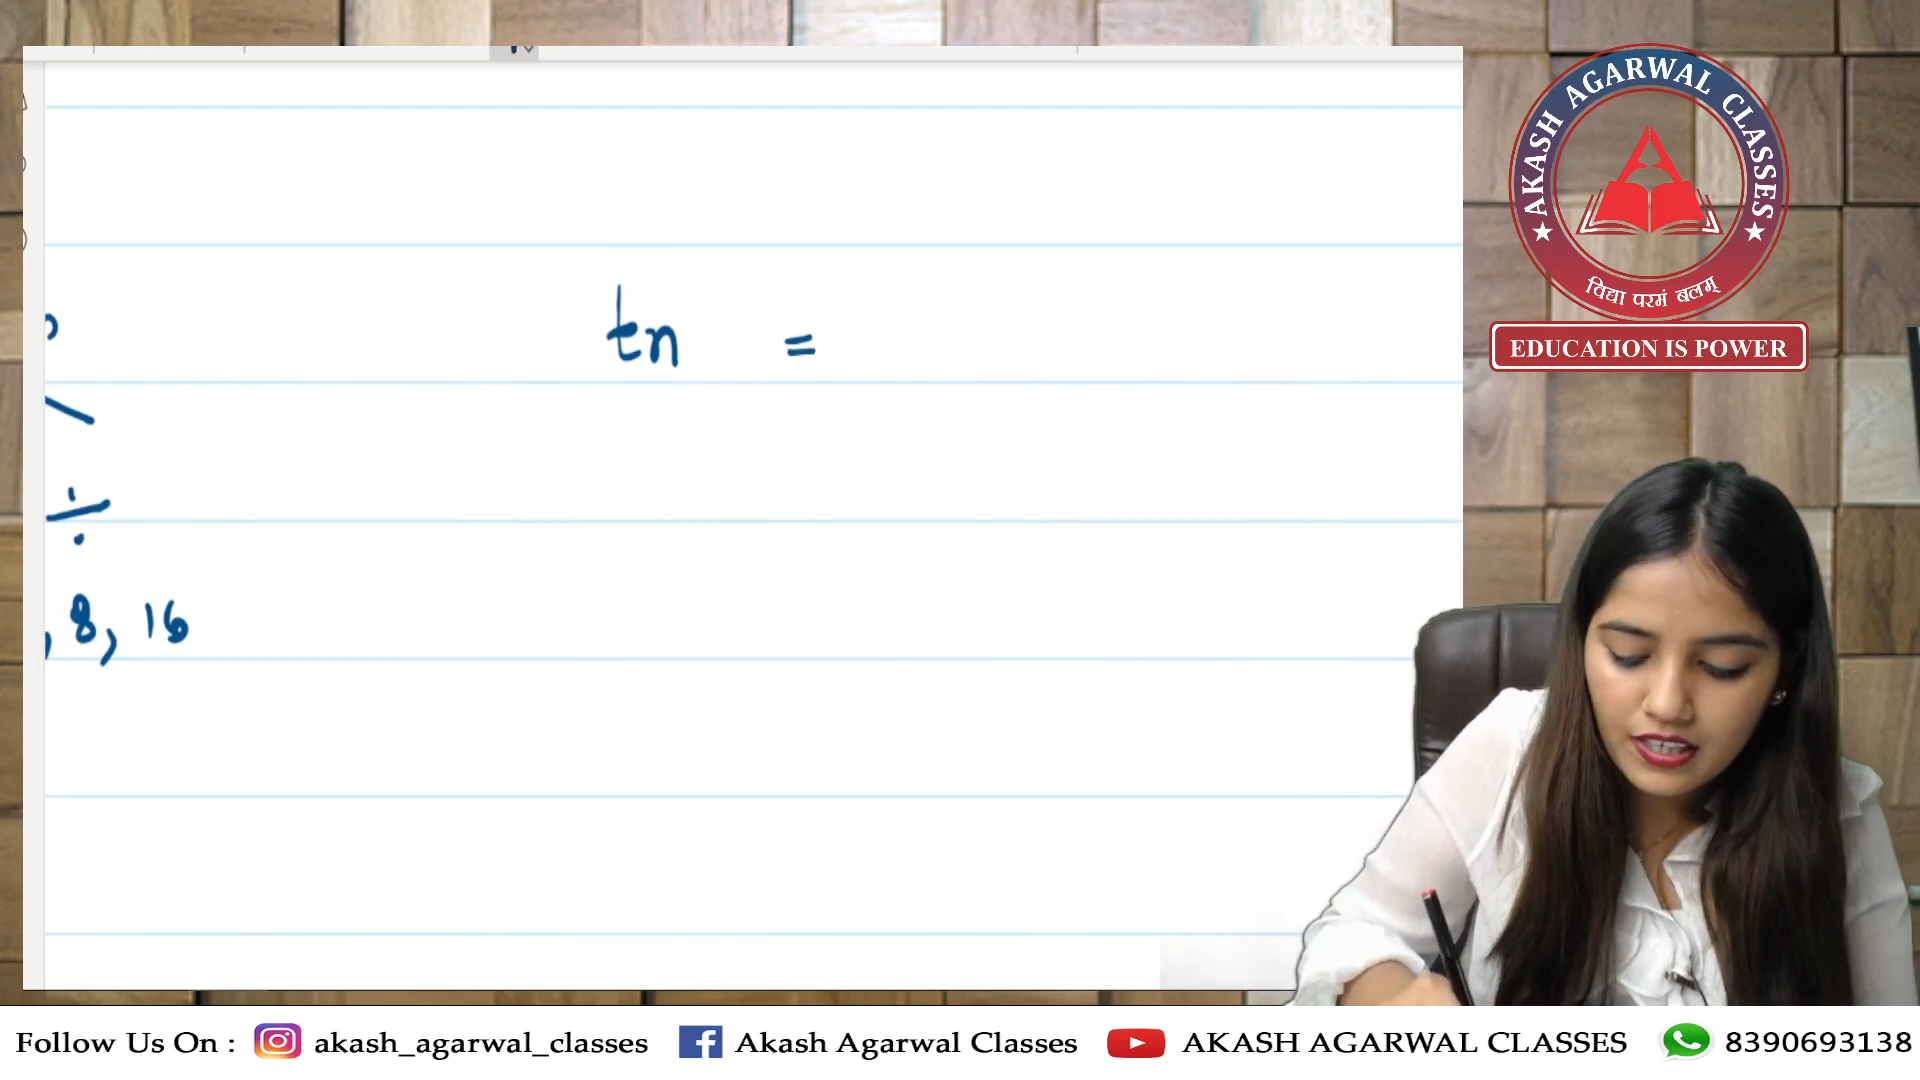 AKASH AGARWAL CLASSES
विद्या परमं बलम्
EDUCATION IS POWER
tn =
÷
, 8, 16
Follow Us On : akash_agarwal_classes Akash Agarwal Classes AKASH AGARWAL CLASSES 8390693138